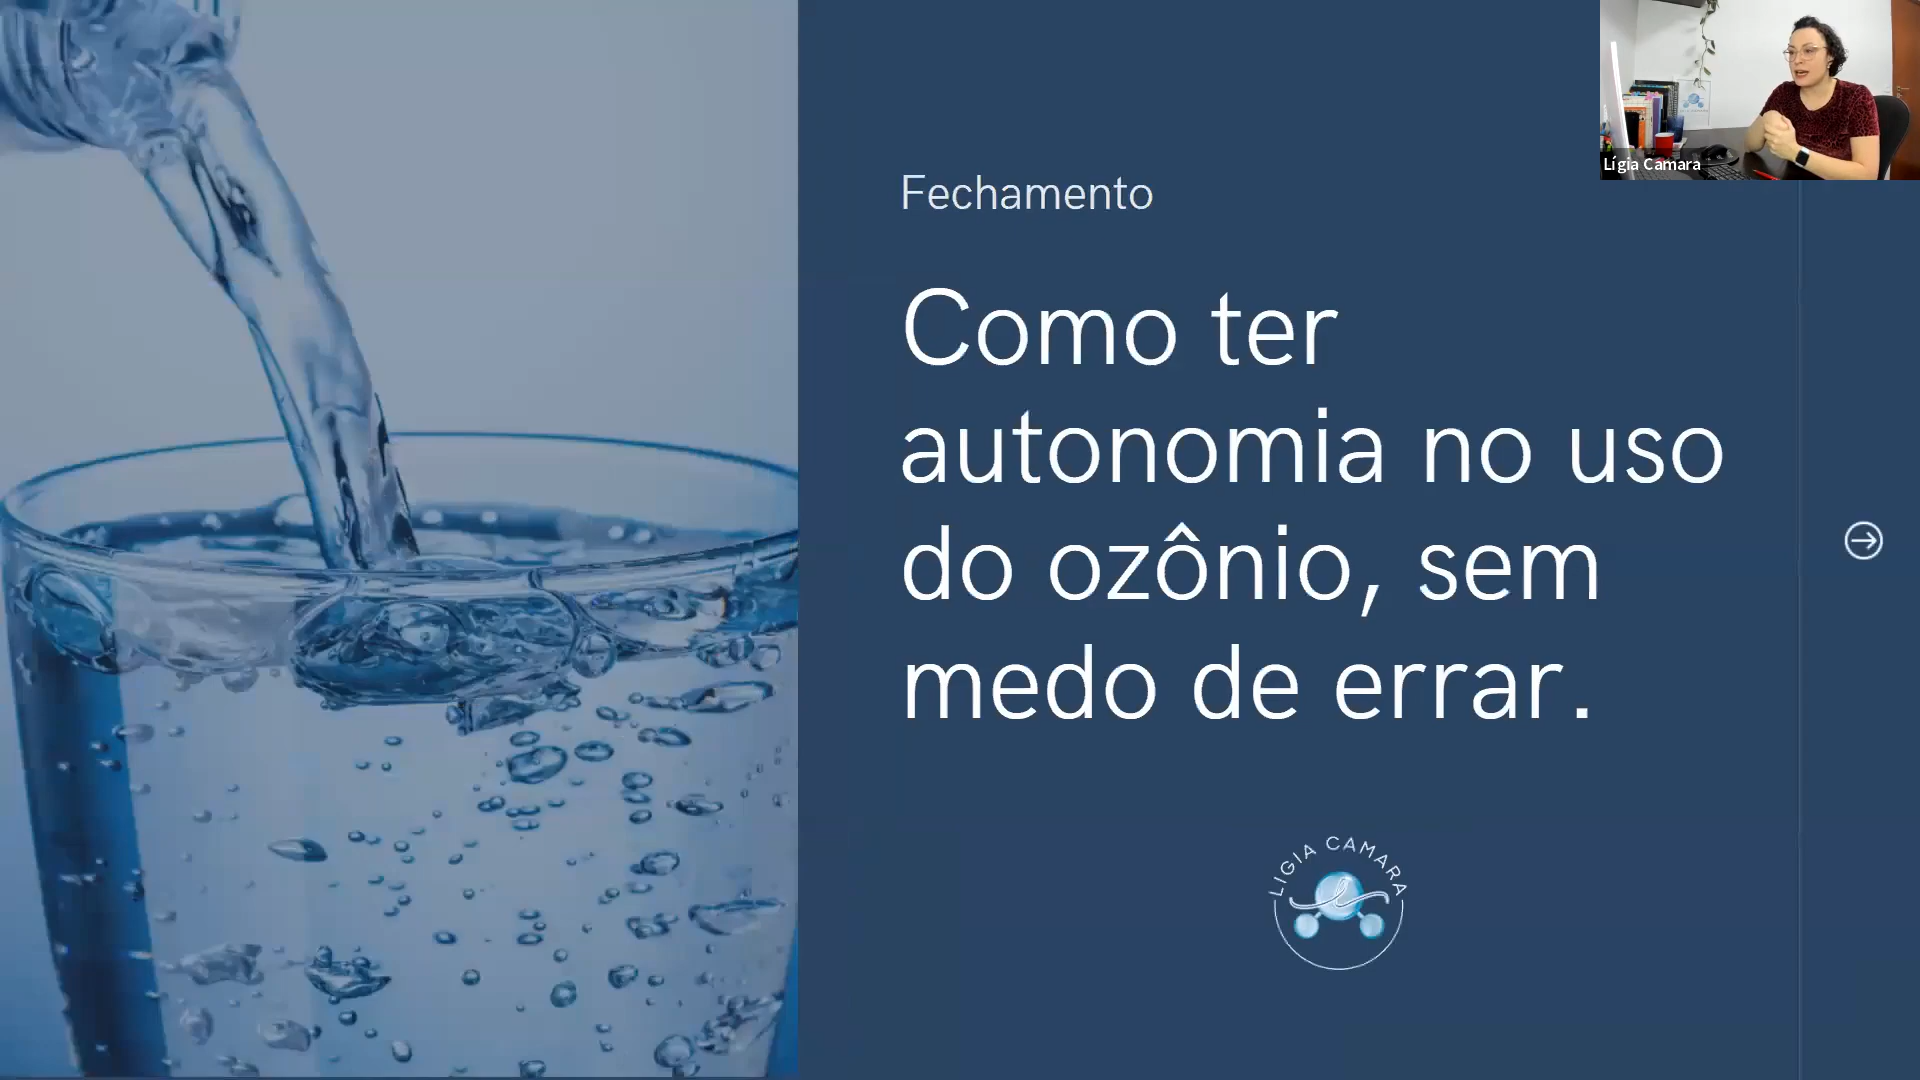 Lígia Camara
Fechamento
Como ter
autonomia no uso
do ozônio, sem
medo de errar.
LIGIA CAMARA